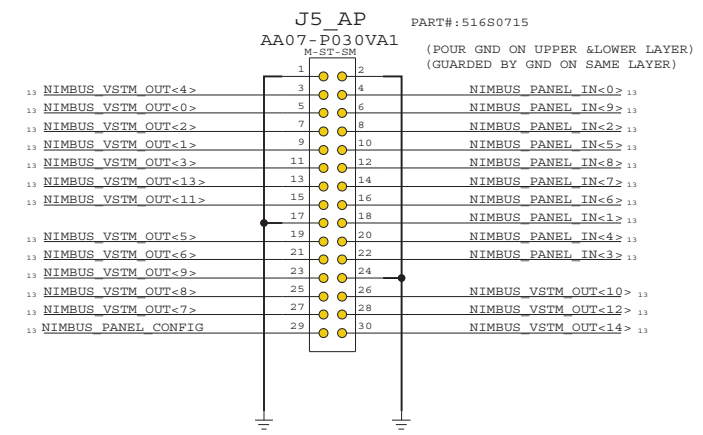 J5_AP
PART#:516S0715
AA07-P030VA1
M-ST-SM
(POUR GND ON UPPER &LOWER LAYER)
(GUARDED BY GND ON SAME LAYER)
1 2
13 NIMBUS_VSTM_OUT<4> 3 4 NIMBUS_PANEL_IN<0> 13
13 NIMBUS_VSTM_OUT<0> 5 6 NIMBUS_PANEL_IN<9> 13
13 NIMBUS_VSTM_OUT<2> 7 8 NIMBUS_PANEL_IN<2> 13
13 NIMBUS_VSTM_OUT<1> 9 10 NIMBUS_PANEL_IN<5> 13
13 NIMBUS_VSTM_OUT<3> 11 12 NIMBUS_PANEL_IN<8> 13
13 NIMBUS_VSTM_OUT<13> 13 14 NIMBUS_PANEL_IN<7> 13
13 NIMBUS_VSTM_OUT<11> 15 16 NIMBUS_PANEL_IN<6> 13
17 18 NIMBUS_PANEL_IN<1> 13
13 NIMBUS_VSTM_OUT<5> 19 20 NIMBUS_PANEL_IN<4> 13
13 NIMBUS_VSTM_OUT<6> 21 22 NIMBUS_PANEL_IN<3> 13
13 NIMBUS_VSTM_OUT<9> 23 24
13 NIMBUS_VSTM_OUT<8> 25 26 NIMBUS_VSTM_OUT<10> 13
13 NIMBUS_VSTM_OUT<7> 27 28 NIMBUS_VSTM_OUT<12> 13
13 NIMBUS_PANEL_CONFIG 29 30 NIMBUS_VSTM_OUT<14> 13